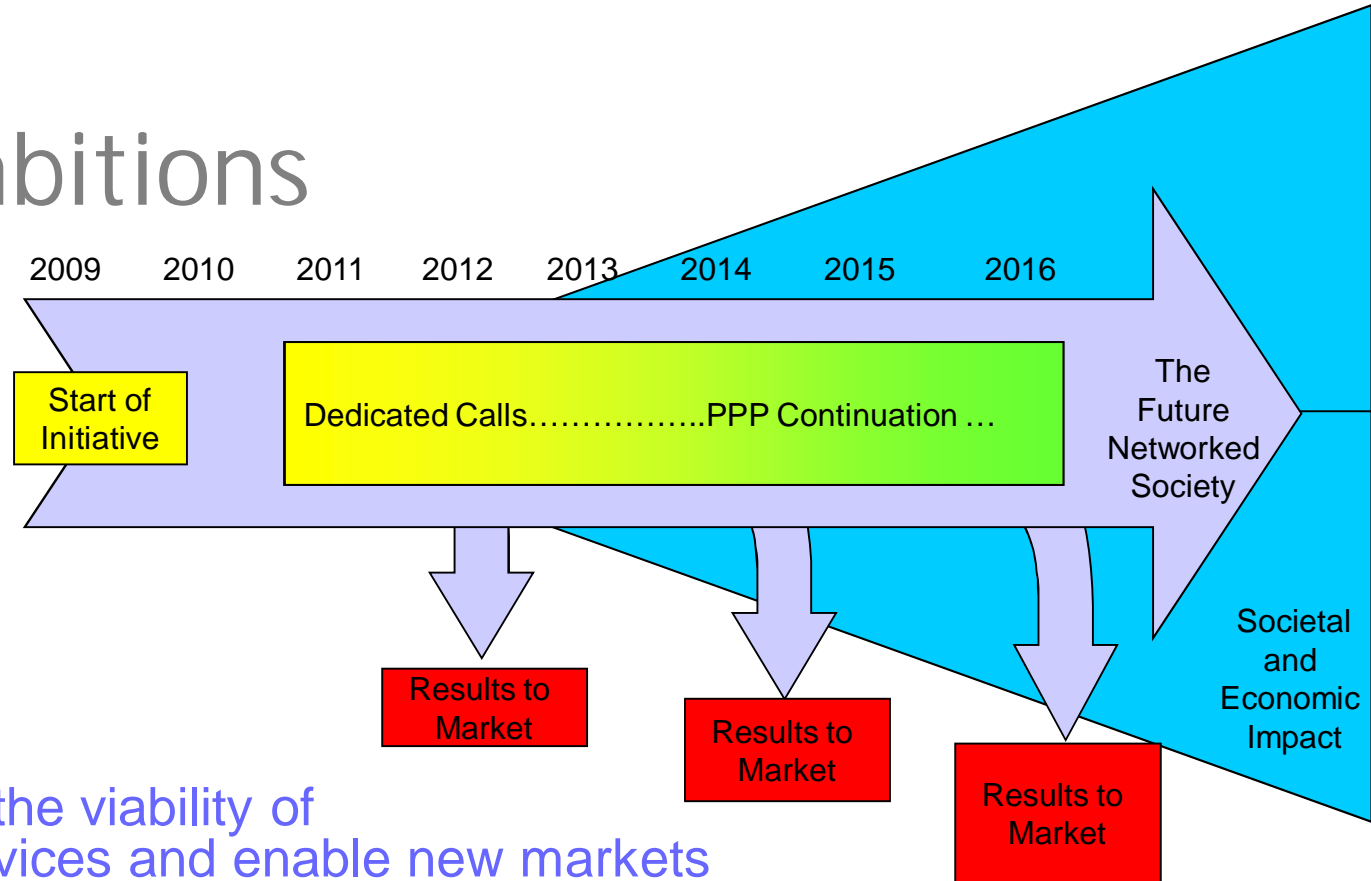 bitions
2009 2010 2011 2012 2013 2014 2015 2016
Start of
Initiative
Dedicated Calls……………..PPP Continuation …
The
Future
Networked
Society
Results to
Market
Results to
Market
Results to
Market
Societal
and
Economic
Impact
the viability of
vices and enable new markets